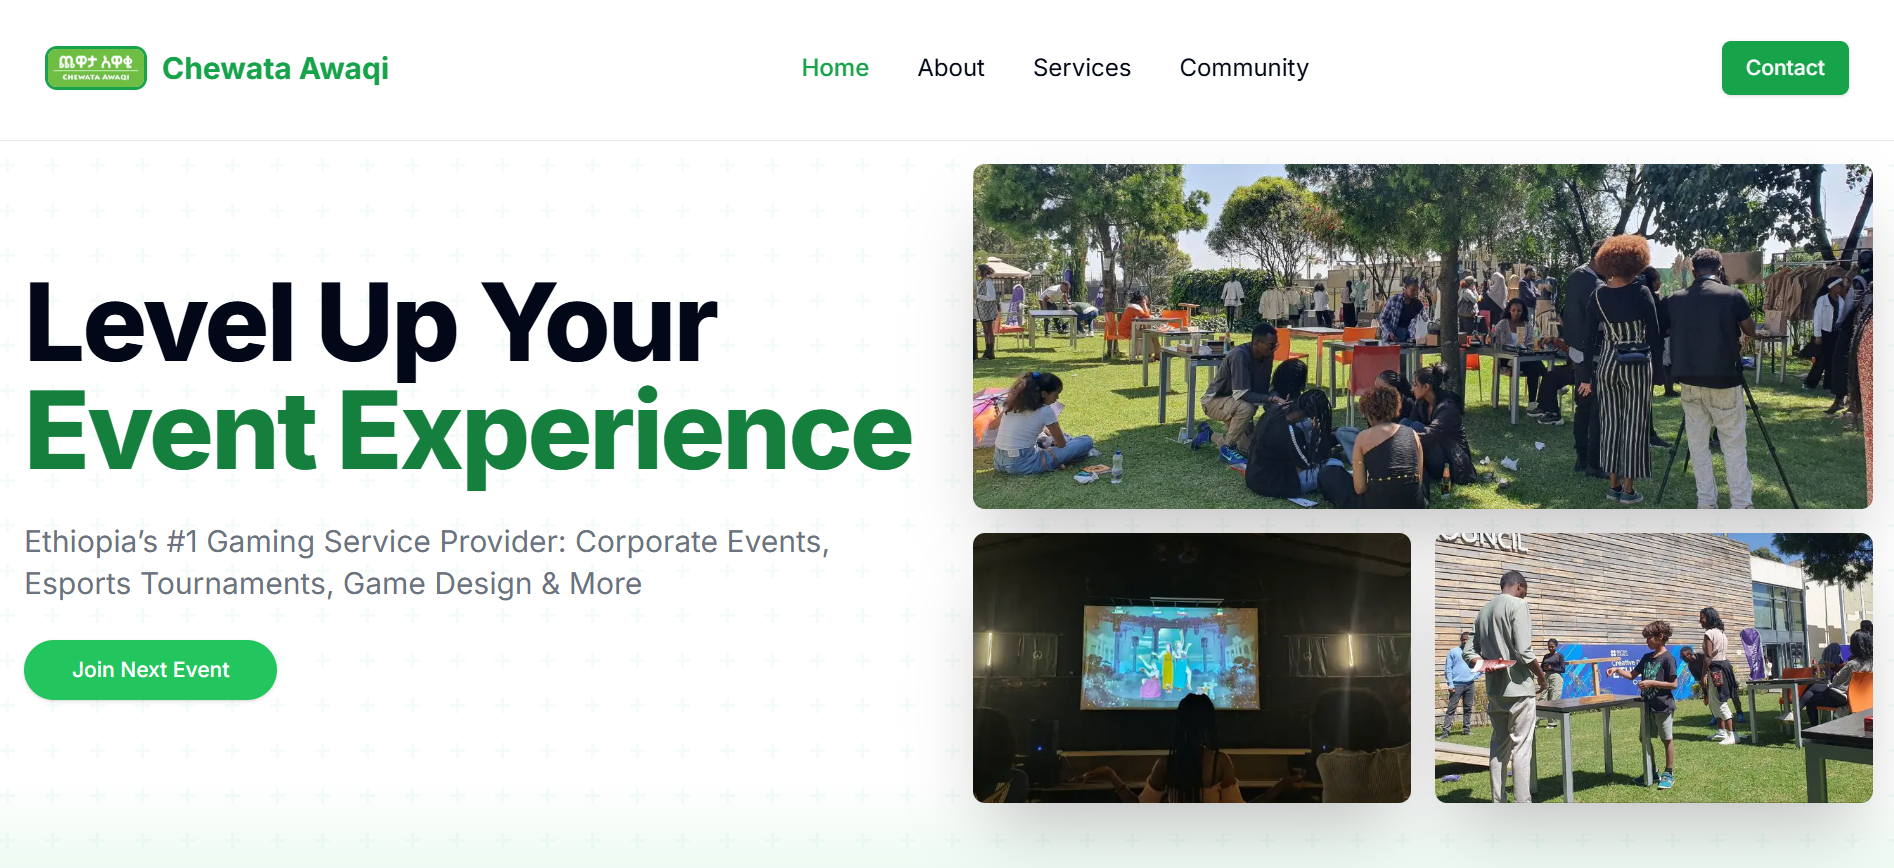 ጨዋታ አዋቂ
CHEWATA AWAQI
Chewata Awaqi
Home
About
Services
Community
Contact
Level Up Your
Event Experience
Ethiopia’s #1 Gaming Service Provider: Corporate Events,
Esports Tournaments, Game Design & More
Join Next Event
COUNCIL